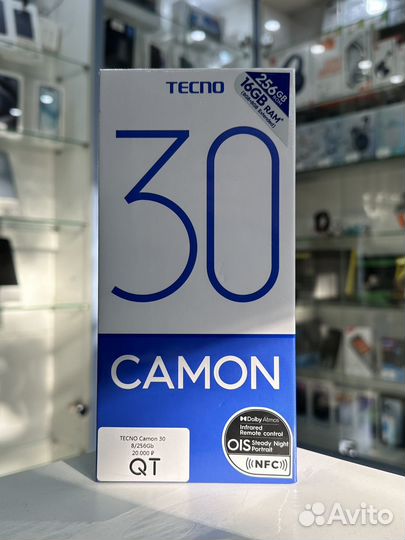 TECNO
256GB
16GB RAM*
30
CAMON
TECNO Camon 30
8/256Gb
20.000 ₽
QT
Dolby Atmos
Infrared
Remote control
OIS Steady Night
Portrait
NFC
Avito